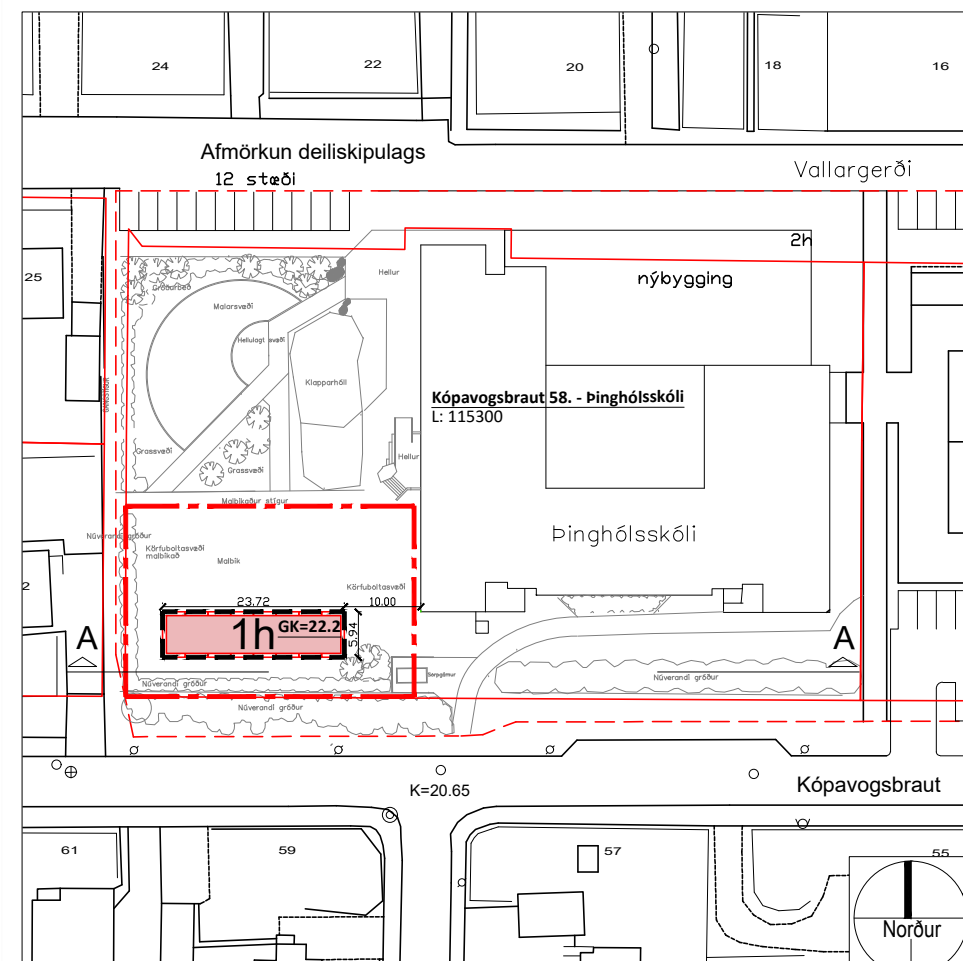 24
22
20
18
16
Afmörkun deiliskipulags
12 stæði
Vallargerði
2h
nýbygging
25
Gróðurbeð
Hellur
Malarsvæði
Hellulagt svæði
Klapparhóll
Kópavogsbraut 58. - Þinghólsskóli
L: 115300
Grassvæði
Grassvæði
Hellur
Malbikaður stígur
Þinghólsskóli
Núverandi gróður
Körfuboltasvæði
malbikað
Malbik
Körfuboltasvæði
23.72
10.00
2
1h
GK=22.2
5.94
A
A
Sorpgámur
Núverandi gróður
Núverandi gróður
Núverandi gróður
K=20.65
Kópavogsbraut
61
59
57
55
Norður